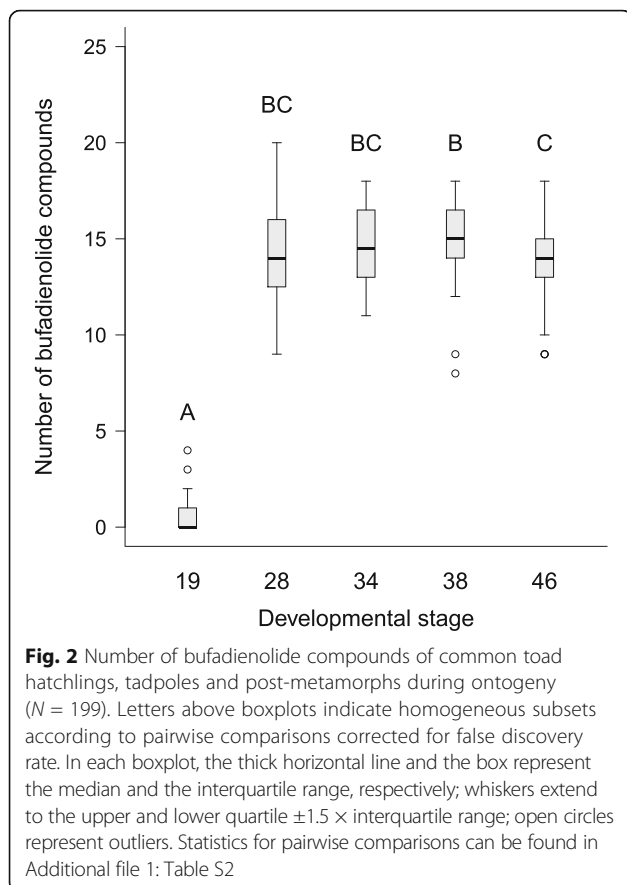 25
20
15
10
5
0
Number of bufadienolide compounds
A
BC
BC
B
C
19 28 34 38 46
Developmental stage
Fig. 2 Number of bufadienolide compounds of common toad
hatchlings, tadpoles and post-metamorphs during ontogeny
(N = 199). Letters above boxplots indicate homogeneous subsets
according to pairwise comparisons corrected for false discovery
rate. In each boxplot, the thick horizontal line and the box represent
the median and the interquartile range, respectively; whiskers extend
to the upper and lower quartile ±1.5 × interquartile range; open circles
represent outliers. Statistics for pairwise comparisons can be found in
Additional file 1: Table S2